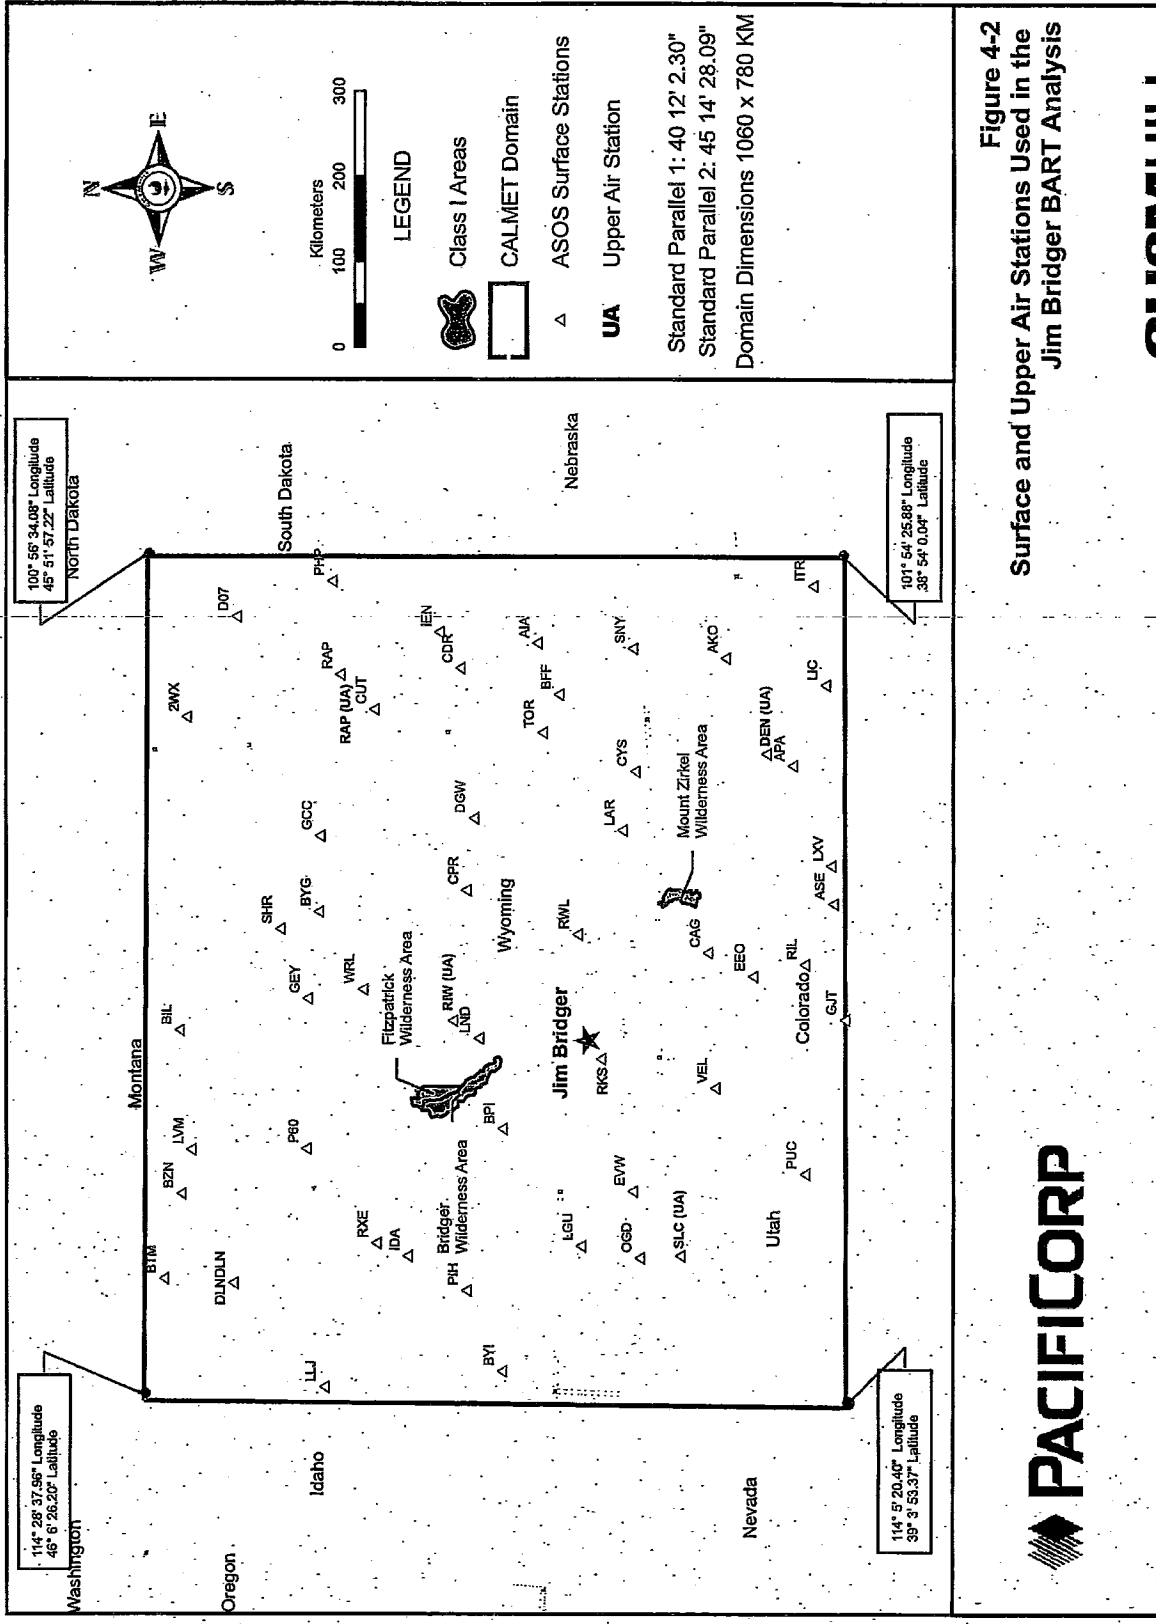 114° 28' 37.96" Longitude
46° 6' 26.20" Latitude
100° 56' 34.08" Longitude
45° 51' 57.22" Latitude
Washington
Montana
North Dakota
Oregon
Idaho
South Dakota
Nebraska
Wyoming
Nevada
Utah
Colorado
BTM
BZN
LVM
BIL
2WX
DLNDLN
D07
SHR
LLJ
P60
GEY
BYG
GCC
PHP
RAP
RAP (UA)
CUT
RXE
WRL
IDA
Fitzpatrick
Wilderness Area
Bridger
Wilderness Area
PIH
RIW (UA)
LND
CPR
DGW
CDR
IEN
BYI
BPI
TOR
BFF
AIA
Jim Bridger
LGU
RKS
RWL
EVW
OGD
LAR
CYS
SNY
SLC (UA)
VEL
CAG
Mount Zirkel
Wilderness Area
AKO
EEO
DEN (UA)
APA
PUC
RIL
GJT
ASE
LXV
LIC
ITR
114° 5' 20.40" Longitude
39° 3' 53.37" Latitude
101° 54' 25.88" Longitude
38° 54' 0.04" Latitude
N
W
E
S
Kilometers
0 100 200 300
LEGEND
Class I Areas
CALMET Domain
ASOS Surface Stations
UA Upper Air Station
Standard Parallel 1: 40 12' 2.30"
Standard Parallel 2: 45 14' 28.09"
Domain Dimensions 1060 x 780 KM
PACIFICORP
Figure 4-2
Surface and Upper Air Stations Used in the
Jim Bridger BART Analysis